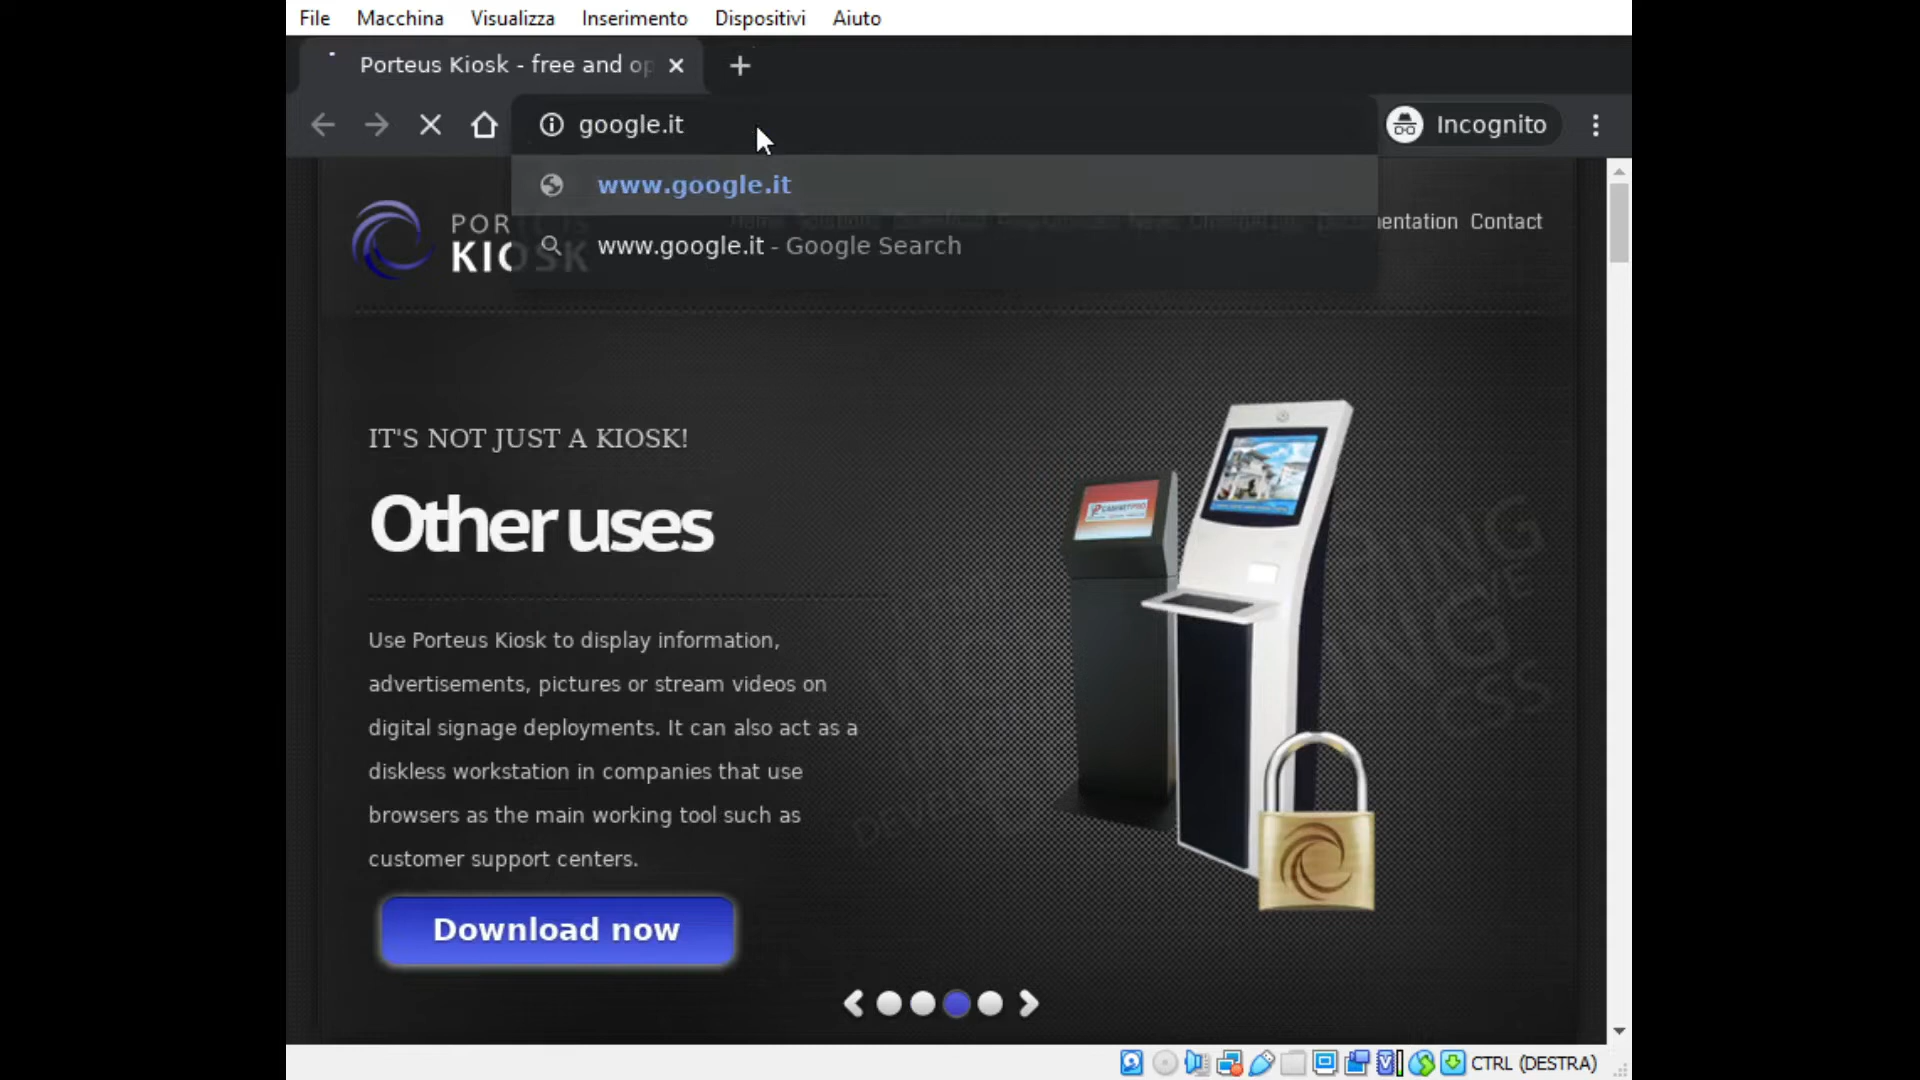 File Macchina Visualizza Inserimento Dispositivi Aiuto
Porteus Kiosk - free and op
google.it
Incognito
www.google.it
www.google.it - Google Search
Contact
KIOSK
IT'S NOT JUST A KIOSK!
Other uses
Use Porteus Kiosk to display information,
advertisements, pictures or stream videos on
digital signage deployments. It can also act as a
diskless workstation in companies that use
browsers as the main working tool such as
customer support centers.
Download now
CTRL (DESTRA)